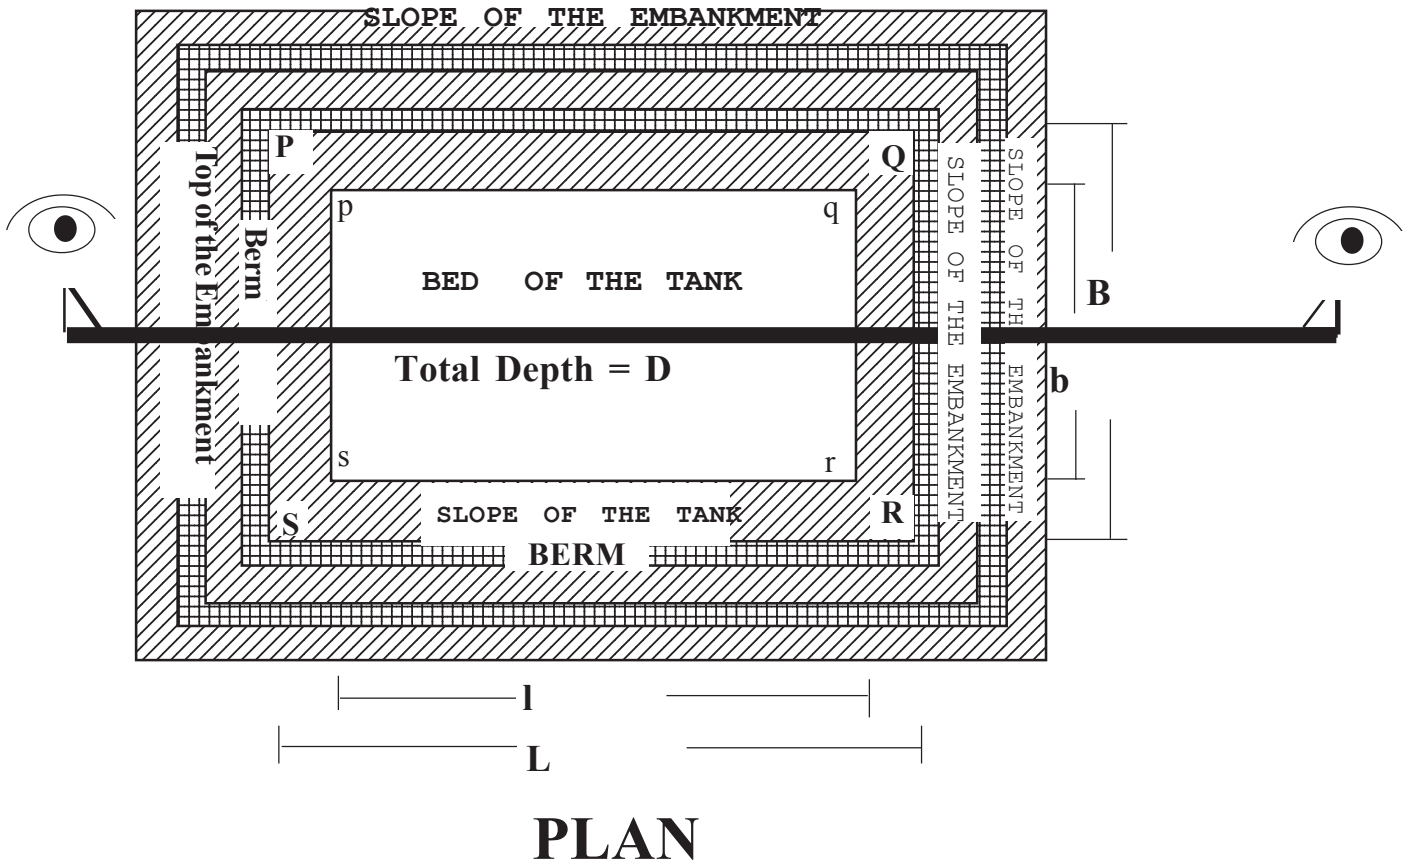 SLOPE OF THE EMBANKMENT
P
Q
p
q
Top of the Embankment
Berm
BED OF THE TANK
SLOPE OF THE EMBANKMENT
SLOPE OF TH EMBANKMENT
B
Total Depth = D
b
s
r
S
SLOPE OF THE TANK
R
BERM
l
L
PLAN